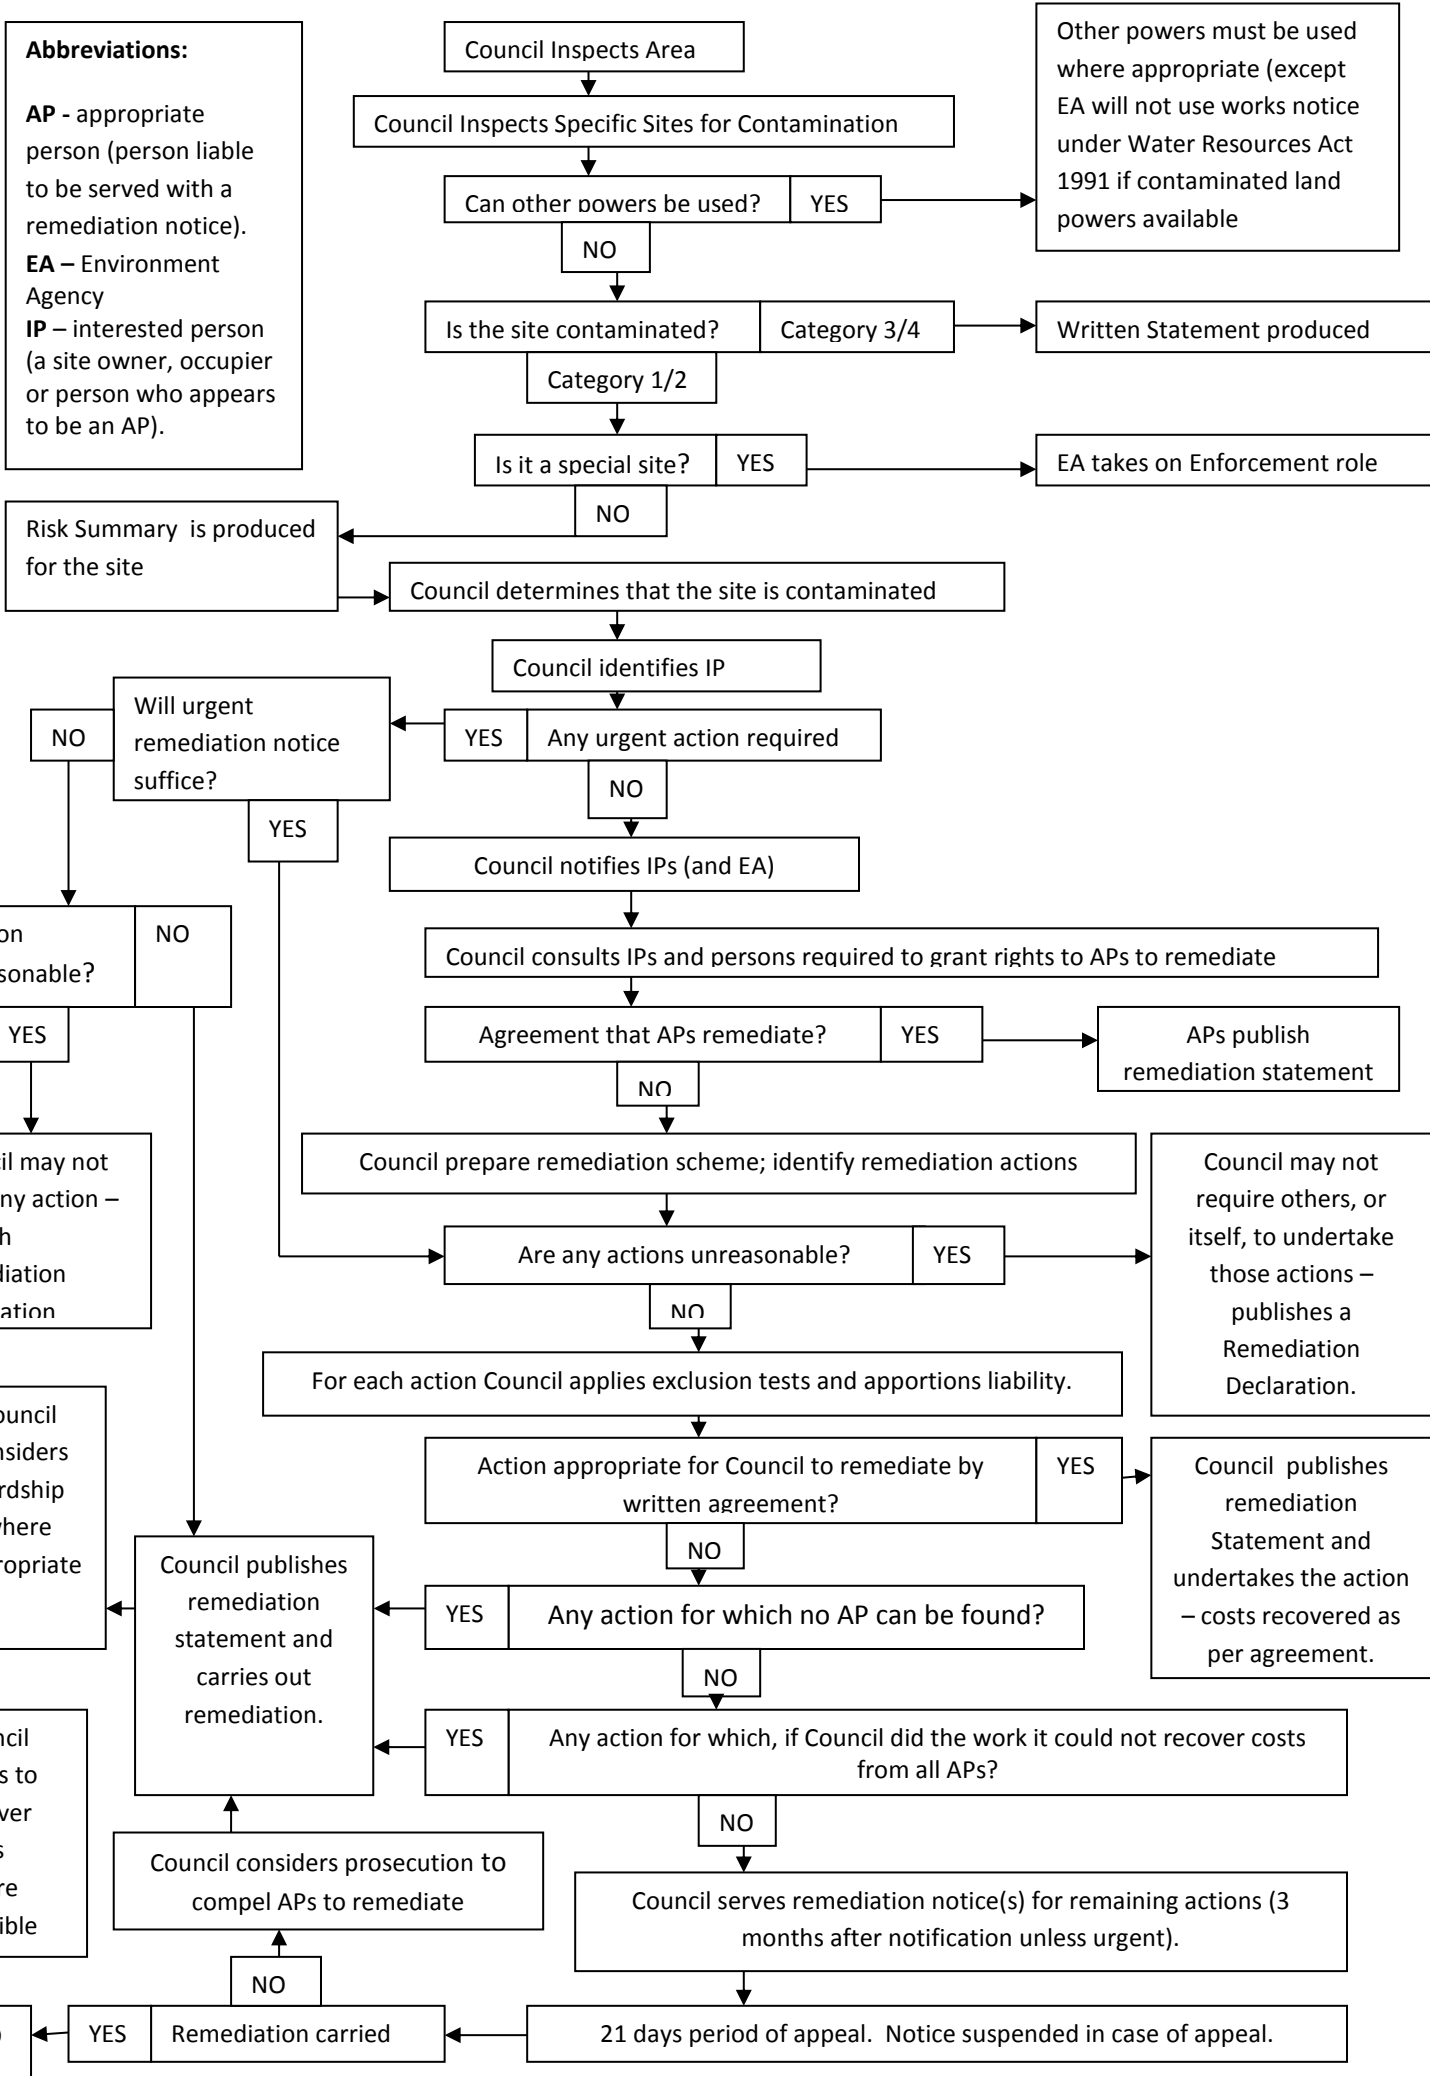 Abbreviations:
AP - appropriate
person (person liable
to be served with a
remediation notice).
EA – Environment
Agency
IP – interested person
(a site owner, occupier
or person who appears
to be an AP).
Council Inspects Area
Council Inspects Specific Sites for Contamination
Can other powers be used?
YES
Other powers must be used
where appropriate (except
EA will not use works notice
under Water Resources Act
1991 if contaminated land
powers available
NO
Is the site contaminated?
Category 3/4
Written Statement produced
Category 1/2
Is it a special site?
YES
EA takes on Enforcement role
NO
Risk Summary is produced
for the site
Council determines that the site is contaminated
Council identifies IP
Any urgent action required
YES
Will urgent
remediation notice
suffice?
NO
YES
NO
Council notifies IPs (and EA)
on
sonable?
NO
YES
Council consults IPs and persons required to grant rights to APs to remediate
Agreement that APs remediate?
YES
APs publish
remediation statement
NO
il may not
ny action –
h
diation
ation
Council prepare remediation scheme; identify remediation actions
Are any actions unreasonable?
YES
Council may not
require others, or
itself, to undertake
those actions –
publishes a
Remediation
Declaration.
NO
For each action Council applies exclusion tests and apportions liability.
ouncil
nsiders
rdship
here
ropriate
Action appropriate for Council to remediate by
written agreement?
YES
Council publishes
remediation
Statement and
undertakes the action
– costs recovered as
per agreement.
NO
Council publishes
remediation
statement and
carries out
remediation.
YES
Any action for which no AP can be found?
NO
YES
Any action for which, if Council did the work it could not recover costs
from all APs?
NO
ncil
s to
ver
s
re
ible
Council considers prosecution to
compel APs to remediate
Council serves remediation notice(s) for remaining actions (3
months after notification unless urgent).
NO
YES
Remediation carried
21 days period of appeal. Notice suspended in case of appeal.